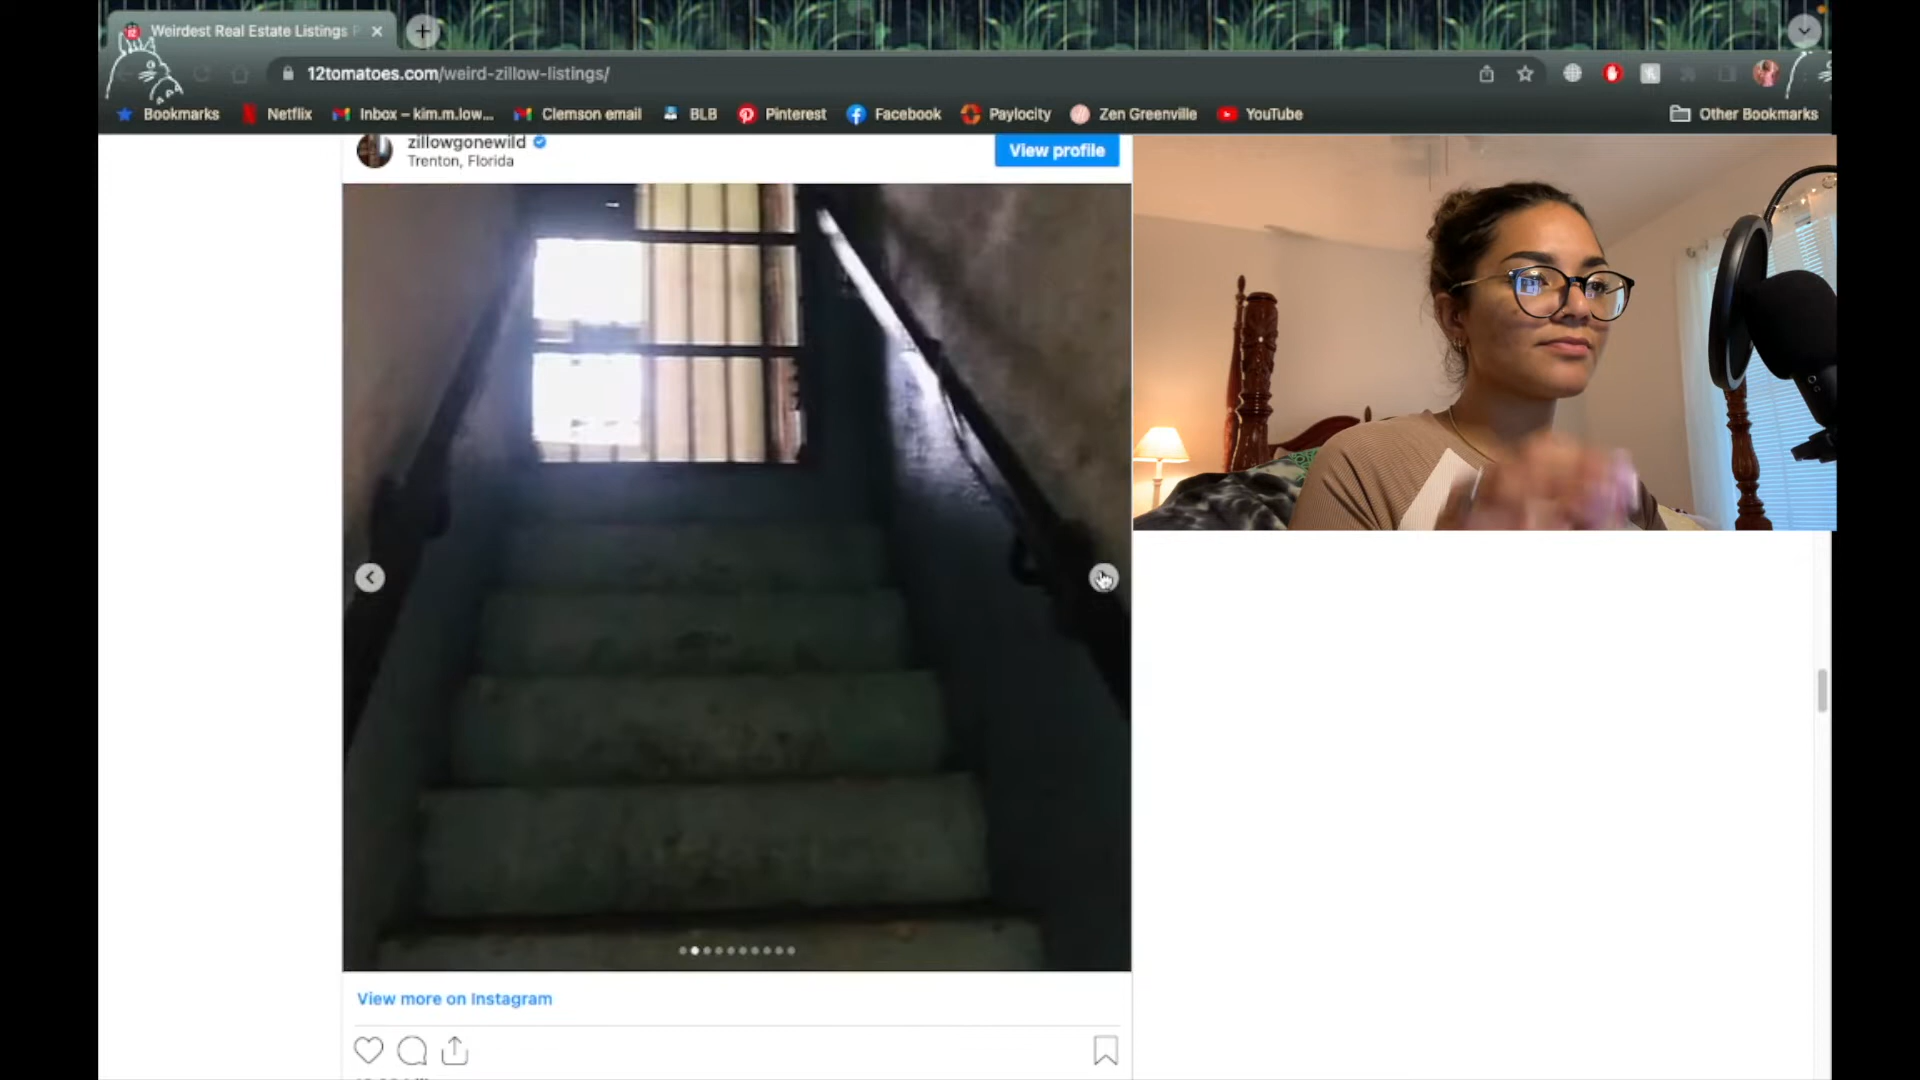 Weirdest Real Estate Listings
12tomatoes.com/weird-zillow-listings/
Bookmarks Netflix Inbox – kim.m.low... Clemson email BLB Pinterest Facebook Paylocity Zen Greenville YouTube Other Bookmarks
zillowgonewild
Trenton, Florida
View profile
View more on Instagram